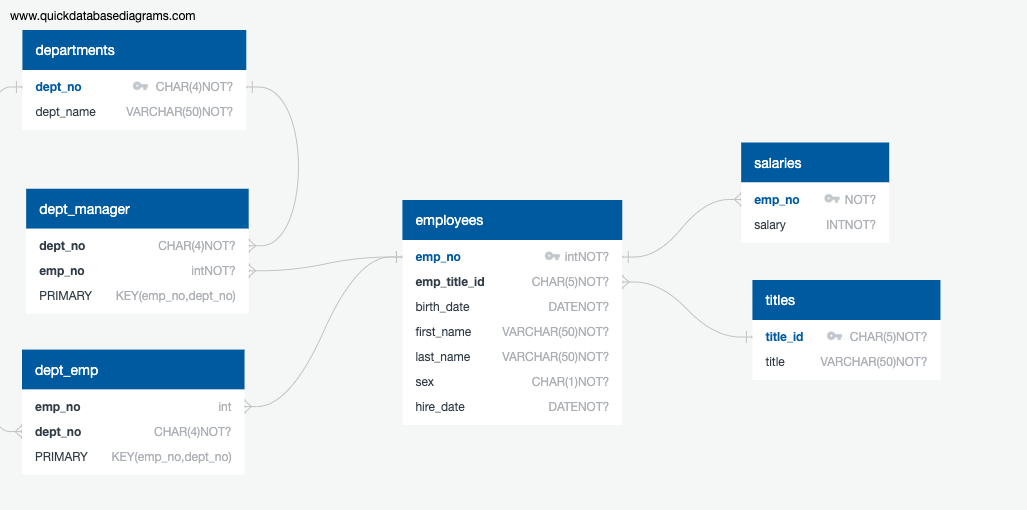 www.quickdatabasediagrams.com
departments
dept_no CHAR(4)NOT?
dept_name VARCHAR(50)NOT?
dept_manager
dept_no CHAR(4)NOT?
emp_no intNOT?
PRIMARY KEY(emp_no,dept_no)
dept_emp
emp_no int
dept_no CHAR(4)NOT?
PRIMARY KEY(emp_no,dept_no)
employees
emp_no intNOT?
emp_title_id CHAR(5)NOT?
birth_date DATENOT?
first_name VARCHAR(50)NOT?
last_name VARCHAR(50)NOT?
sex CHAR(1)NOT?
hire_date DATENOT?
salaries
emp_no NOT?
salary INTNOT?
titles
title_id CHAR(5)NOT?
title VARCHAR(50)NOT?